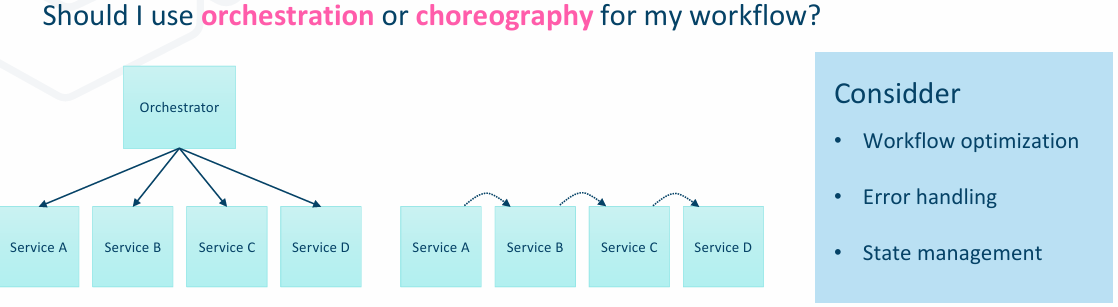 Should I use orchestration or choreography for my workflow?
Orchestrator
Service A
Service B
Service C
Service D
Service A
Service B
Service C
Service D
Considder
• Workflow optimization
• Error handling
• State management